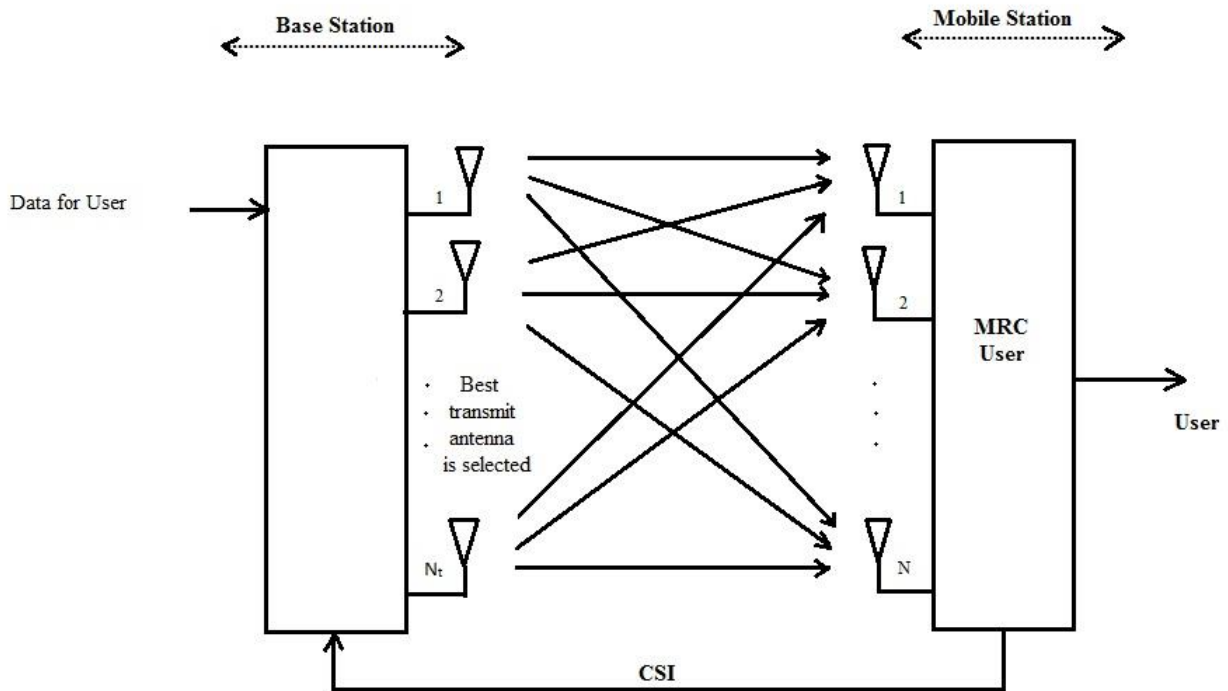 Base Station
Mobile Station
Data for User
1
2
. Best
. transmit
. antenna
is selected
Nt
1
2
.
.
.
N
MRC
User
User
CSI